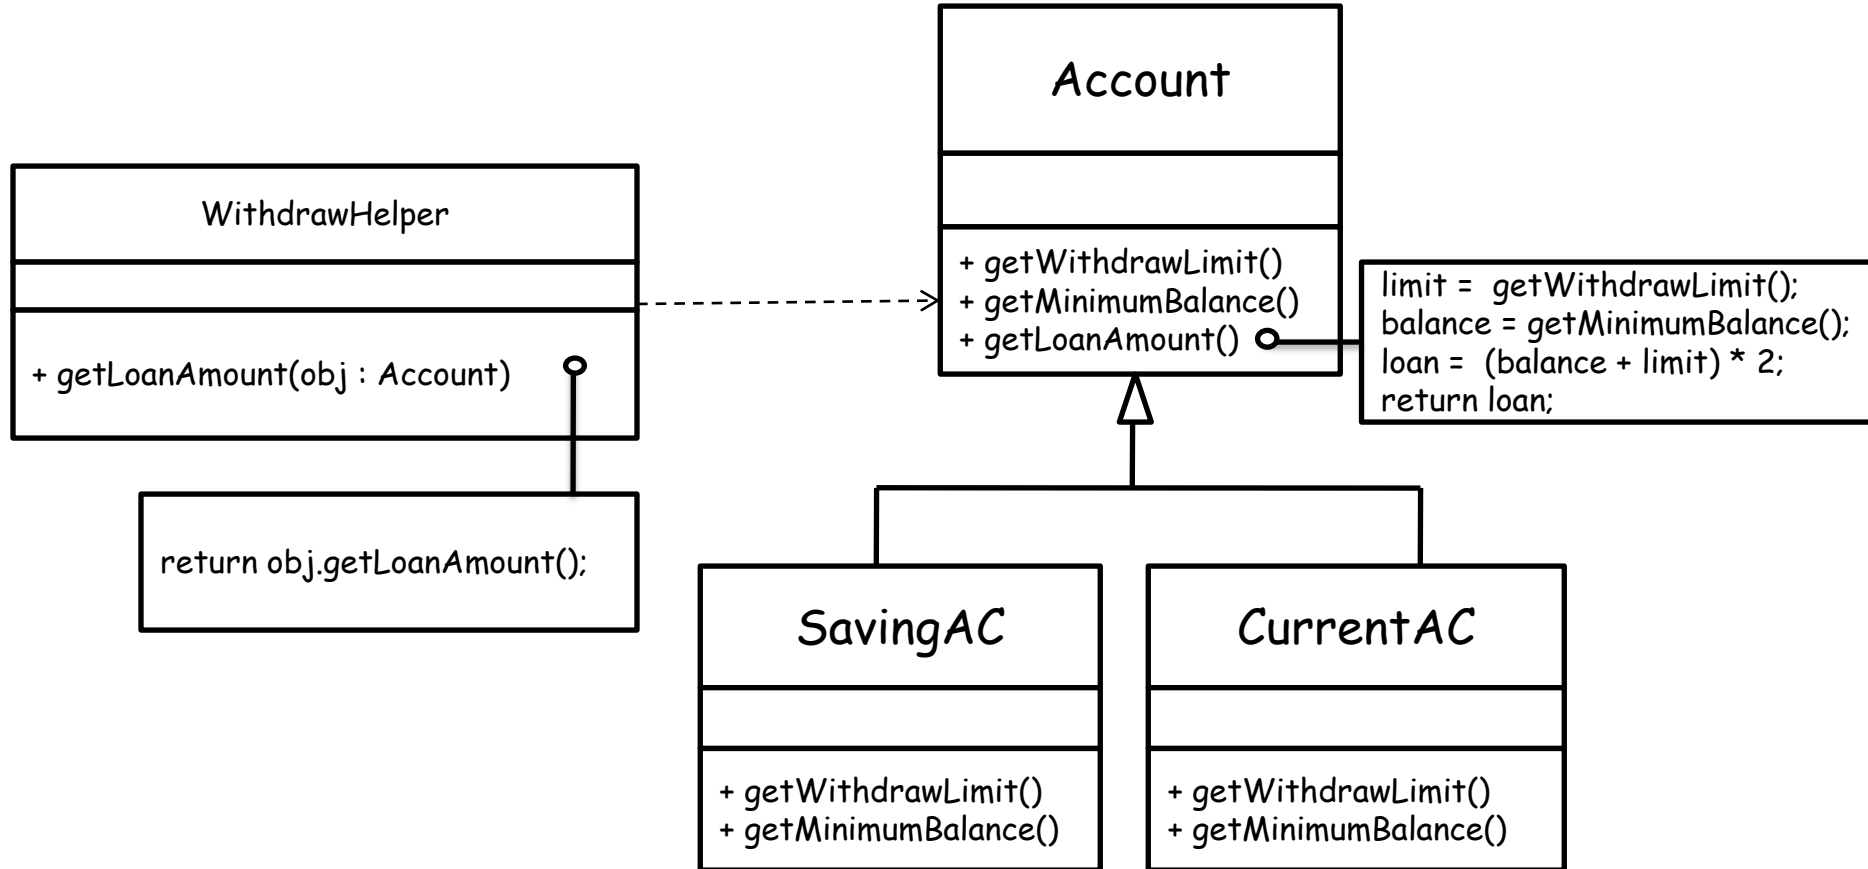 Account
+ getWithdrawLimit()
+ getMinimumBalance()
+ getLoanAmount()
limit =  getWithdrawLimit();
balance = getMinimumBalance();
loan =  (balance + limit) * 2;
return loan;
WithdrawHelper
+ getLoanAmount(obj : Account)
return obj.getLoanAmount();
SavingAC
+ getWithdrawLimit()
+ getMinimumBalance()
CurrentAC
+ getWithdrawLimit()
+ getMinimumBalance()